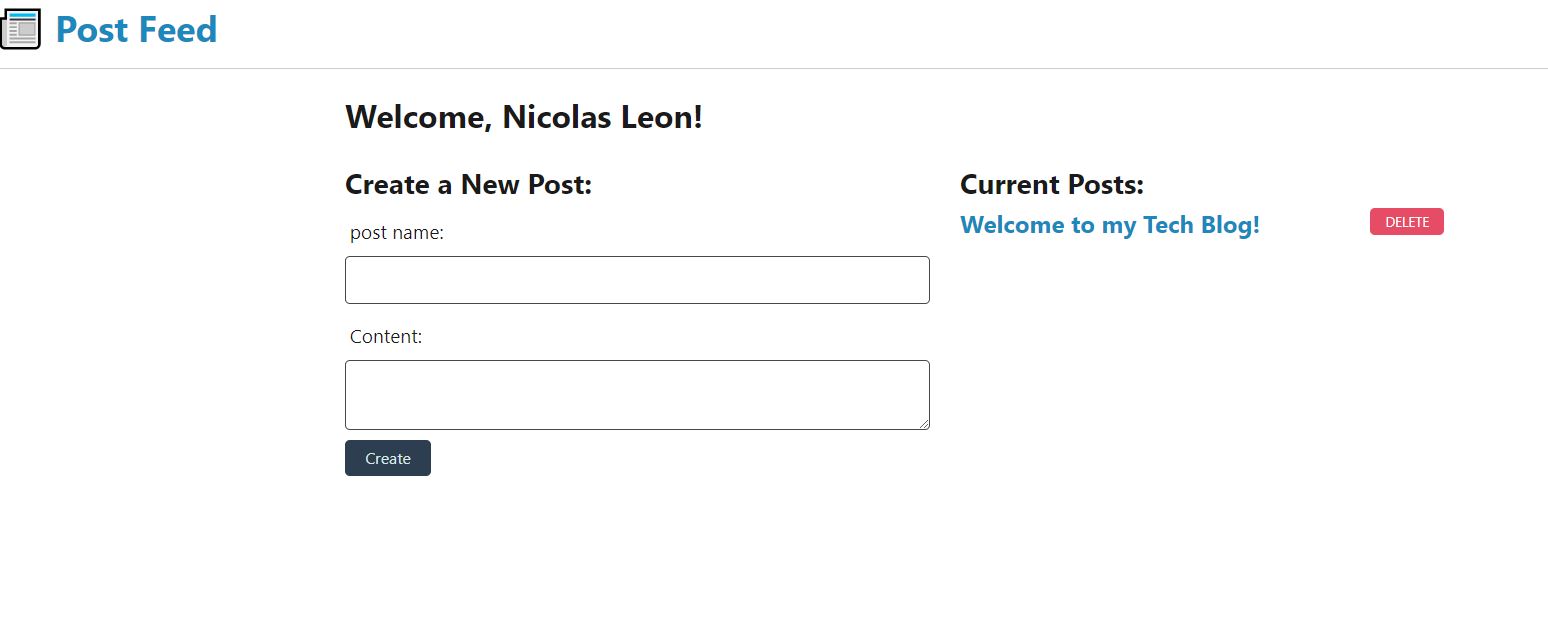 Post Feed
Welcome, Nicolas Leon!
Create a New Post:
post name:
Content:
Create
Current Posts:
Welcome to my Tech Blog!
DELETE